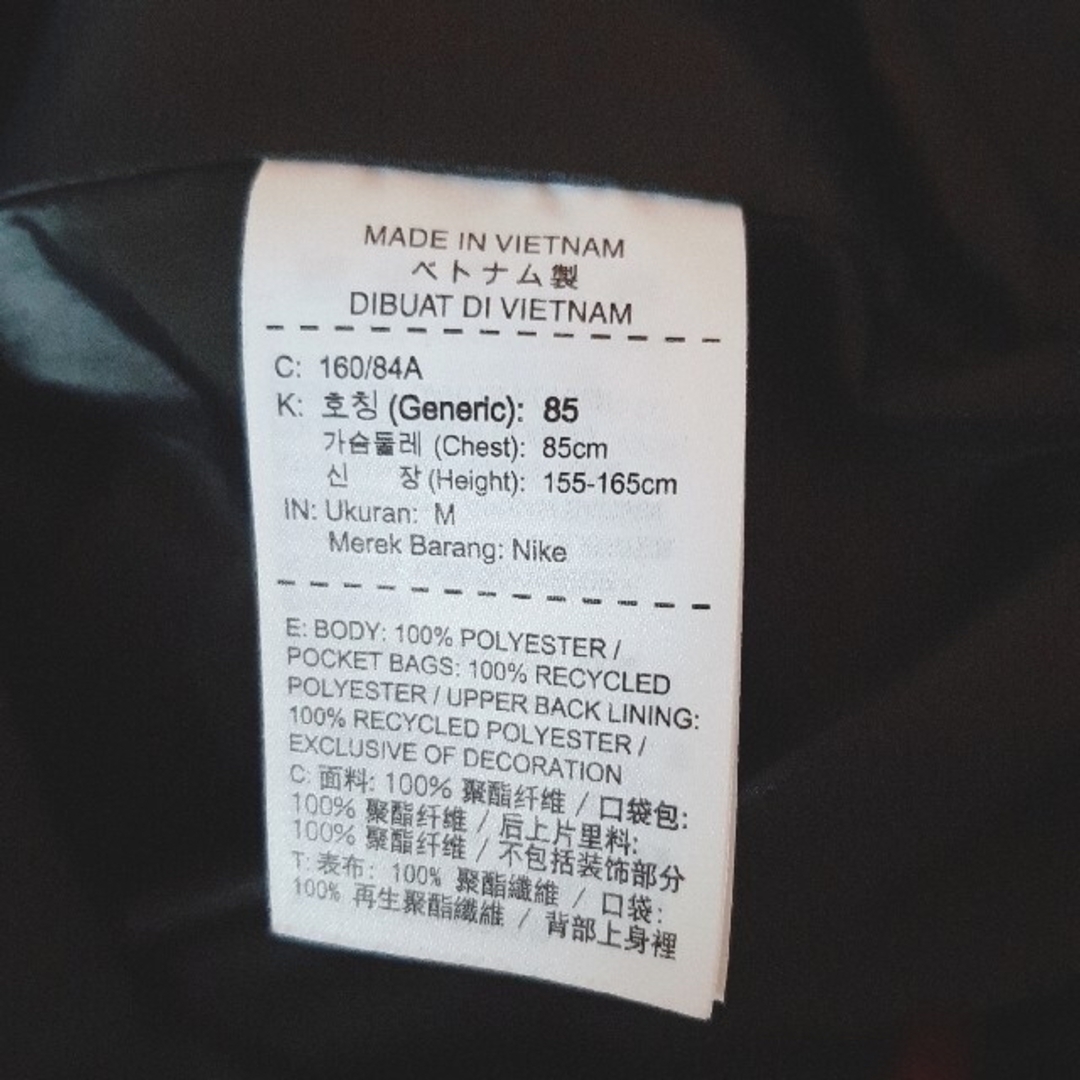 MADE IN VIETNAM
ベトナム製
DIBUAT DI VIETNAM
C: 160/84A
K: 호칭 (Generic): 85
가슴둘레 (Chest): 85cm
신 장 (Height): 155-165cm
IN: Ukuran: M
Merek Barang: Nike
E: BODY: 100% POLYESTER /
POCKET BAGS: 100% RECYCLED
POLYESTER / UPPER BACK LINING:
100% RECYCLED POLYESTER /
EXCLUSIVE OF DECORATION
C: 面料: 100% 聚酯纤维 / 口袋包:
100% 聚酯纤维 / 后上片里料:
100% 聚酯纤维 / 不包括装饰部分
T: 表布: 100% 聚酯纖維 / 口袋:
100% 再生聚酯纖維 / 背部上身裡